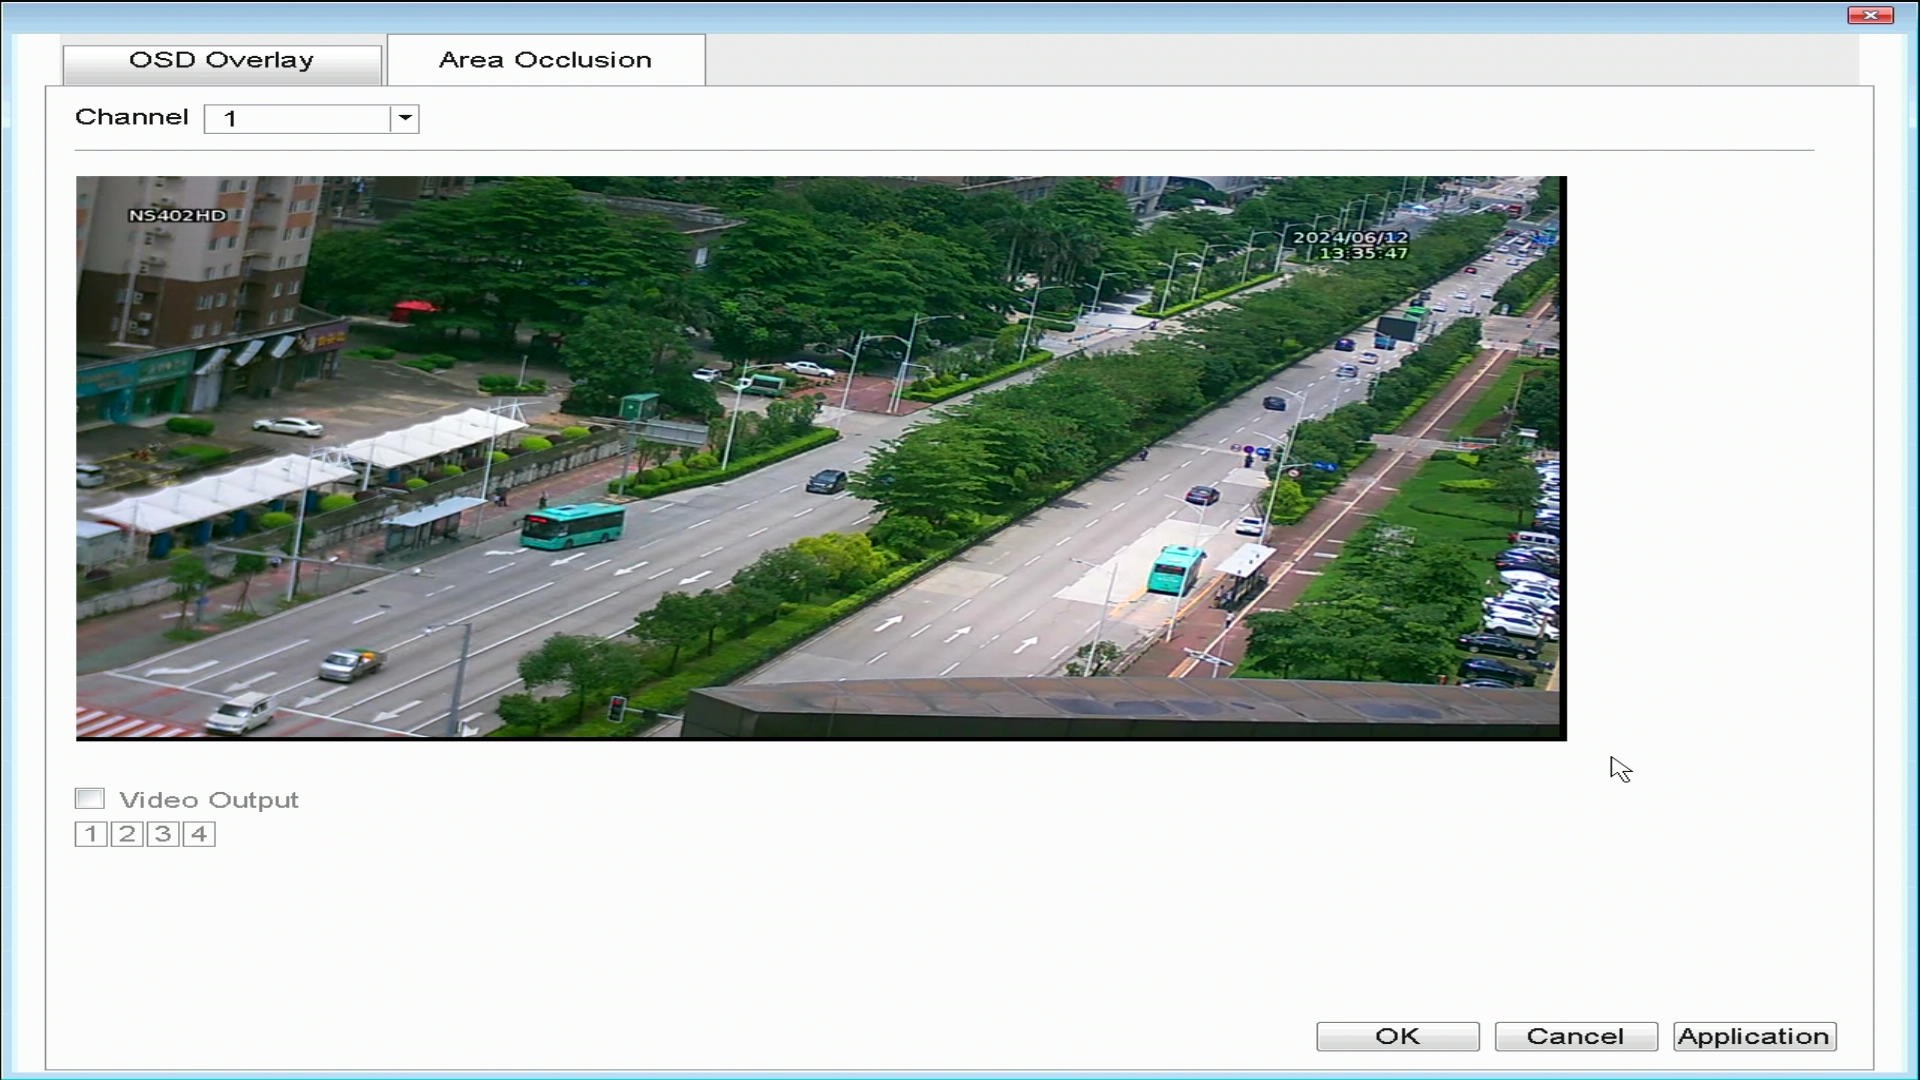 OSD Overlay
Area Occlusion
Channel 1
NS402HD
2024/06/12
13:35:47
Video Output
1 2 3 4
OK
Cancel
Application